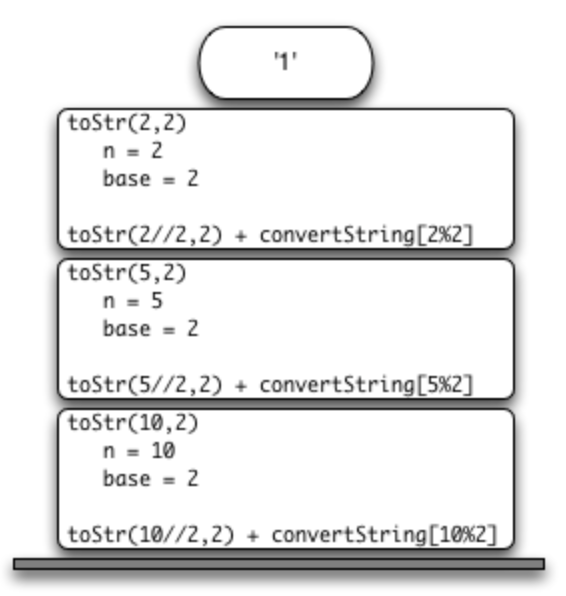 '1'
toStr(2,2)
n = 2
base = 2
toStr(2//2,2) + convertString[2%2]
toStr(5,2)
n = 5
base = 2
toStr(5//2,2) + convertString[5%2]
toStr(10,2)
n = 10
base = 2
toStr(10//2,2) + convertString[10%2]